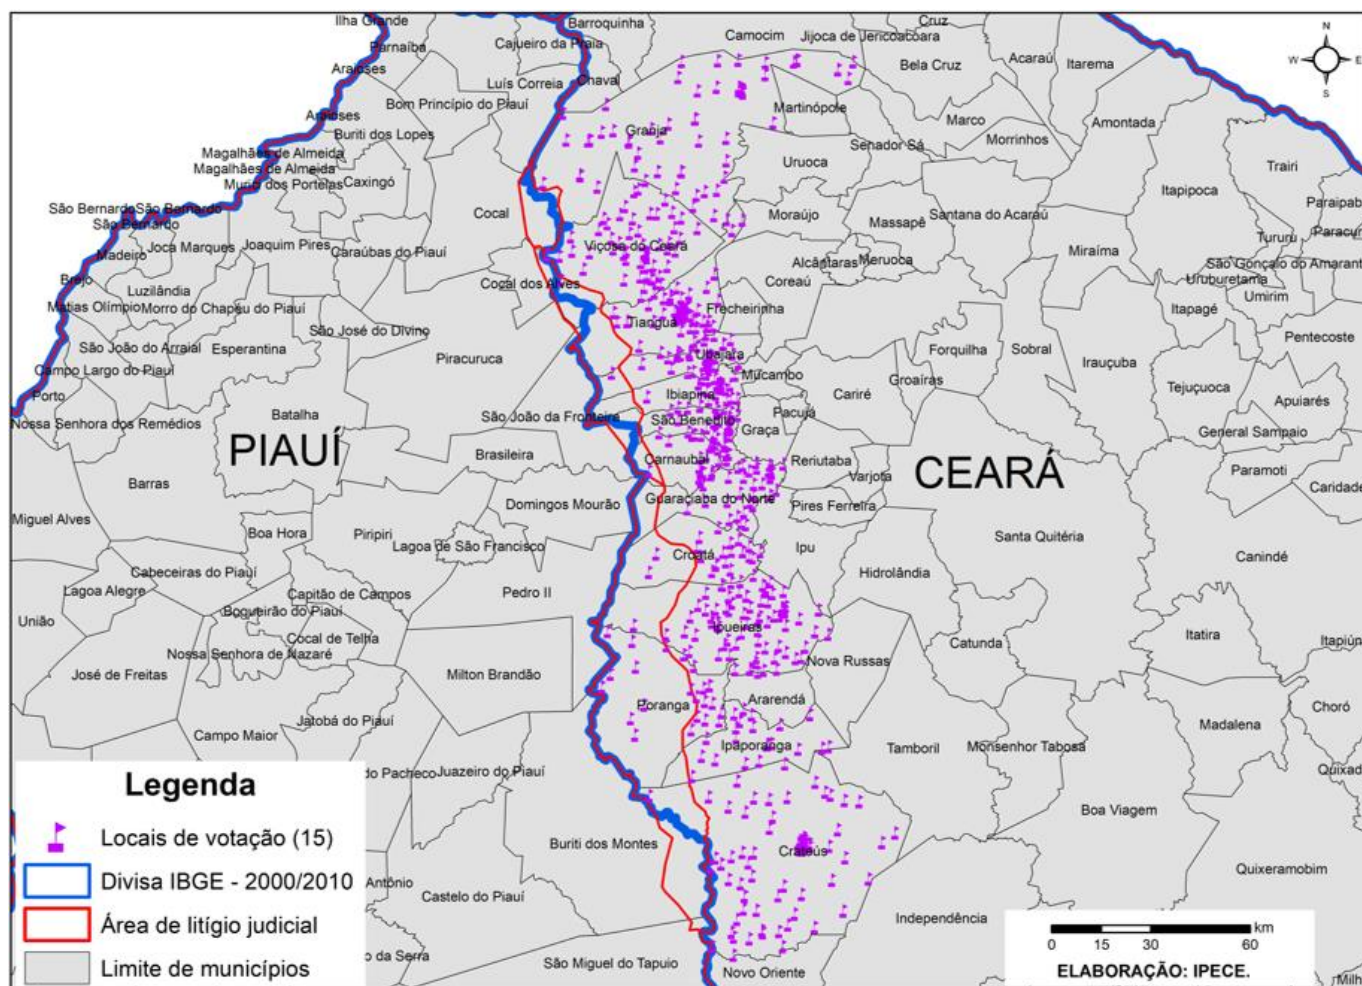 Ilha Grande
Barroquinha
Cruz
Parnaíba
Cajueiro da Praia
Camocim
Jijoca de Jericoacoara
Acaraú
Itarema
N
W
E
S
Araioses
Luís Correia
Chaval
Bela Cruz
Bom Princípio do Piauí
Martinópole
Marco
Amontada
Araioses
Buriti dos Lopes
Granja
Senador Sá
Morrinhos
Magalhães de Almeida
Magalhães de Almeida
Murici dos Portelas
Caxingó
Uruoca
Trairi
Itapipoca
São Bernardo
São Bernardo
São Bernardo
Cocal
Moraújo
Massapê
Santana do Acaraú
Paraipab
Madeiro
Joca Marques
Joaquim Pires
Caraúbas do Piauí
Viçosa do Ceará
Miraíma
Tururu
Paracuru
Alcântaras
Meruoca
São Gonçalo do Amarant
Brejo
Luzilândia
Cocal dos Alves
Coreaú
Uruburetama
Umirim
Matias Olímpio
Morro do Chapéu do Piauí
Frecheirinha
Itapagé
São José do Divino
Tianguá
Pentecoste
São João do Arraial
Esperantina
Piracuruca
Ubajara
Forquilha
Sobral
Irauçuba
Campo Largo do Piauí
Mucambo
Groaíras
Tejuçuoca
Porto
Ibiapina
Cariré
Apuiarés
Batalha
São João da Fronteira
São Benedito
Pacujá
Nossa Senhora dos Remédios
Graça
General Sampaio
PIAUÍ
CEARÁ
Brasileira
Carnaubal
Reriutaba
Varjota
Paramoti
Barras
Guaraciaba do Norte
Caridade
Domingos Mourão
Pires Ferreira
Miguel Alves
Boa Hora
Piripiri
Santa Quitéria
Lagoa de São Francisco
Croatá
Ipu
Canindé
Cabeceiras do Piauí
Hidrolândia
Lagoa Alegre
Capitão de Campos
Pedro II
Boqueirão do Piauí
União
Cocal de Telha
Ipueiras
Catunda
Itatira
Itapiún
Nossa Senhora de Nazaré
José de Freitas
Milton Brandão
Nova Russas
Poranga
Ararendá
Choró
Jatobá do Piauí
Madalena
Campo Maior
Ipaporanga
Tamboril
Monsenhor Tabosa
do Pacheco
Juazeiro do Piauí
Quixad
Boa Viagem
Buriti dos Montes
Crateús
Quixeramobim
Antônio
Castelo do Piauí
Independência
o da Serra
São Miguel do Tapuio
Novo Oriente
Milh
Legenda
Locais de votação (15)
Divisa IBGE - 2000/2010
Área de litígio judicial
Limite de municípios
km
0 15 30 60
ELABORAÇÃO: IPECE.